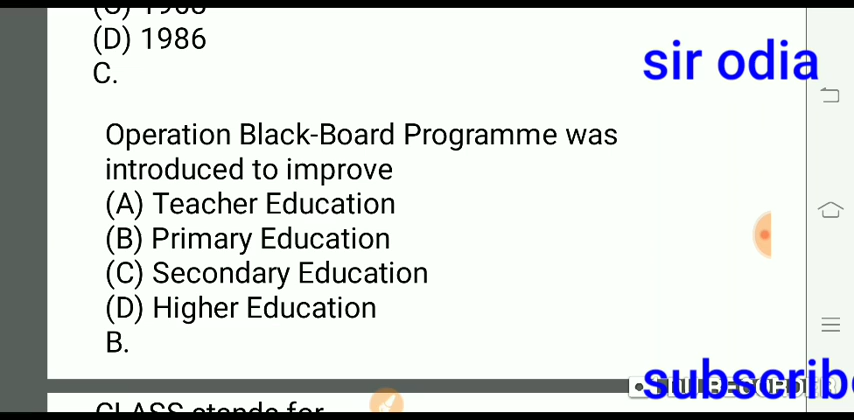 (D) 1986
sir odia
C.
Operation Black-Board Programme was
introduced to improve
(A) Teacher Education
(B) Primary Education
(C) Secondary Education
(D) Higher Education
B.
subscribe